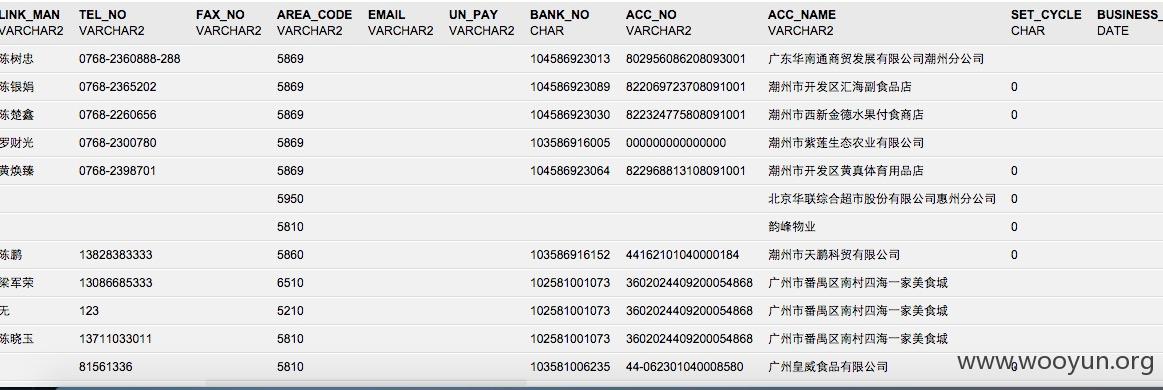 LINK_MAN TEL_NO FAX_NO AREA_CODE EMAIL UN_PAY BANK_NO ACC_NO ACC_NAME SET_CYCLE BUSINESS_
VARCHAR2 VARCHAR2 VARCHAR2 VARCHAR2 VARCHAR2 VARCHAR2 CHAR VARCHAR2 VARCHAR2 CHAR DATE
陈树忠 0768-2360888-288 5869 104586923013 802956086208093001 广东华南通商贸发展有限公司潮州分公司
陈银娟 0768-2365202 5869 104586923089 822069723708091001 潮州市开发区汇海副食品店 0
陈楚鑫 0768-2260656 5869 104586923030 822324775808091001 潮州市西新金德水果付食商店 0
罗财光 0768-2300780 5869 103586916005 000000000000000 潮州市紫莲生态农业有限公司
黄焕臻 0768-2398701 5869 104586923064 822968813108091001 潮州市开发区黄真体育用品店 0
5950 北京华联综合超市股份有限公司惠州分公司 0
5810 韵峰物业 0
陈鹏 13828383333 5860 103586916152 44162101040000184 潮州市天鹏科贸有限公司 0
梁军荣 13086685333 6510 102581001073 3602024409200054868 广州市番禺区南村四海一家美食城
无 123 5210 102581001073 3602024409200054868 广州市番禺区南村四海一家美食城
陈晓玉 13711033011 5810 102581001073 3602024409200054868 广州市番禺区南村四海一家美食城
81561336 5810 103581006235 44-062301040008580 广州皇威食品有限公司 0
www.wooyun.org